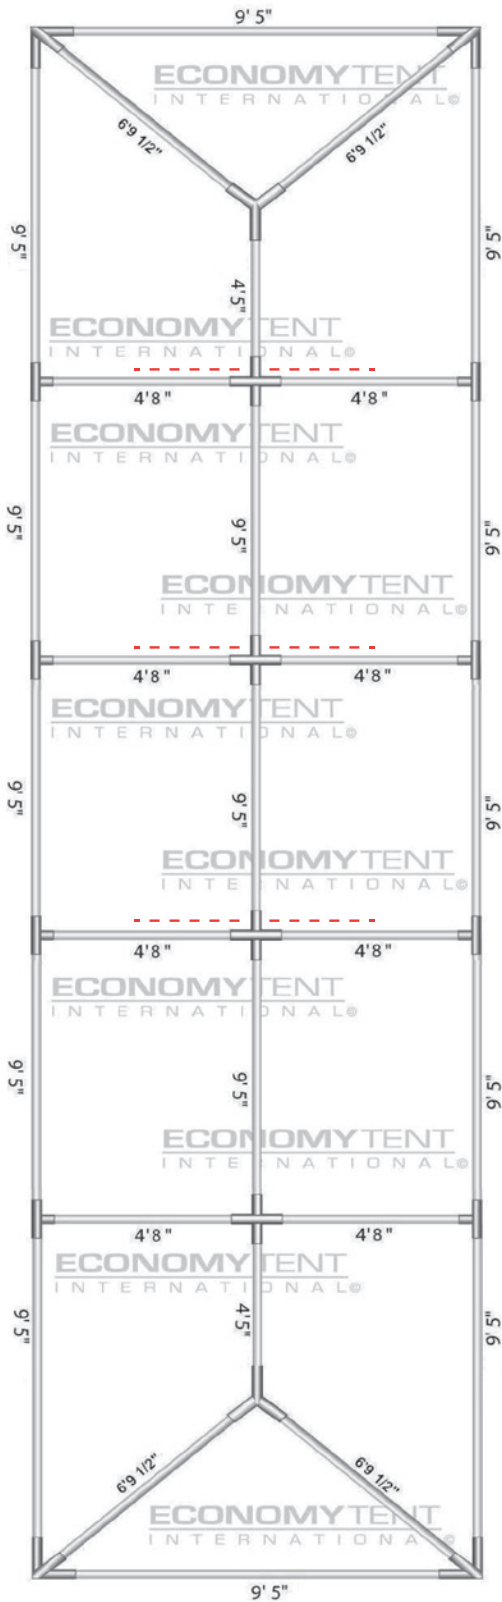 9' 5"
ECONOMYTENT
INTERNATIONAL©
6'9 1/2"
6'9 1/2"
9' 5"
9' 5"
4'5"
ECONOMYTENT
INTERNATIONAL©
4'8"
4'8"
ECONOMYTENT
INTERNATIONAL©
9' 5"
9' 5"
9' 5"
ECONOMYTENT
INTERNATIONAL©
4'8"
4'8"
ECONOMYTENT
INTERNATIONAL©
9' 5"
9' 5"
9' 5"
ECONOMYTENT
INTERNATIONAL©
4'8"
4'8"
ECONOMYTENT
INTERNATIONAL©
9' 5"
9' 5"
9' 5"
ECONOMYTENT
INTERNATIONAL©
4'8"
4'8"
ECONOMYTENT
INTERNATIONAL©
9' 5"
4'5"
9' 5"
6'9 1/2"
6'9 1/2"
ECONOMYTENT
INTERNATIONAL©
9' 5"